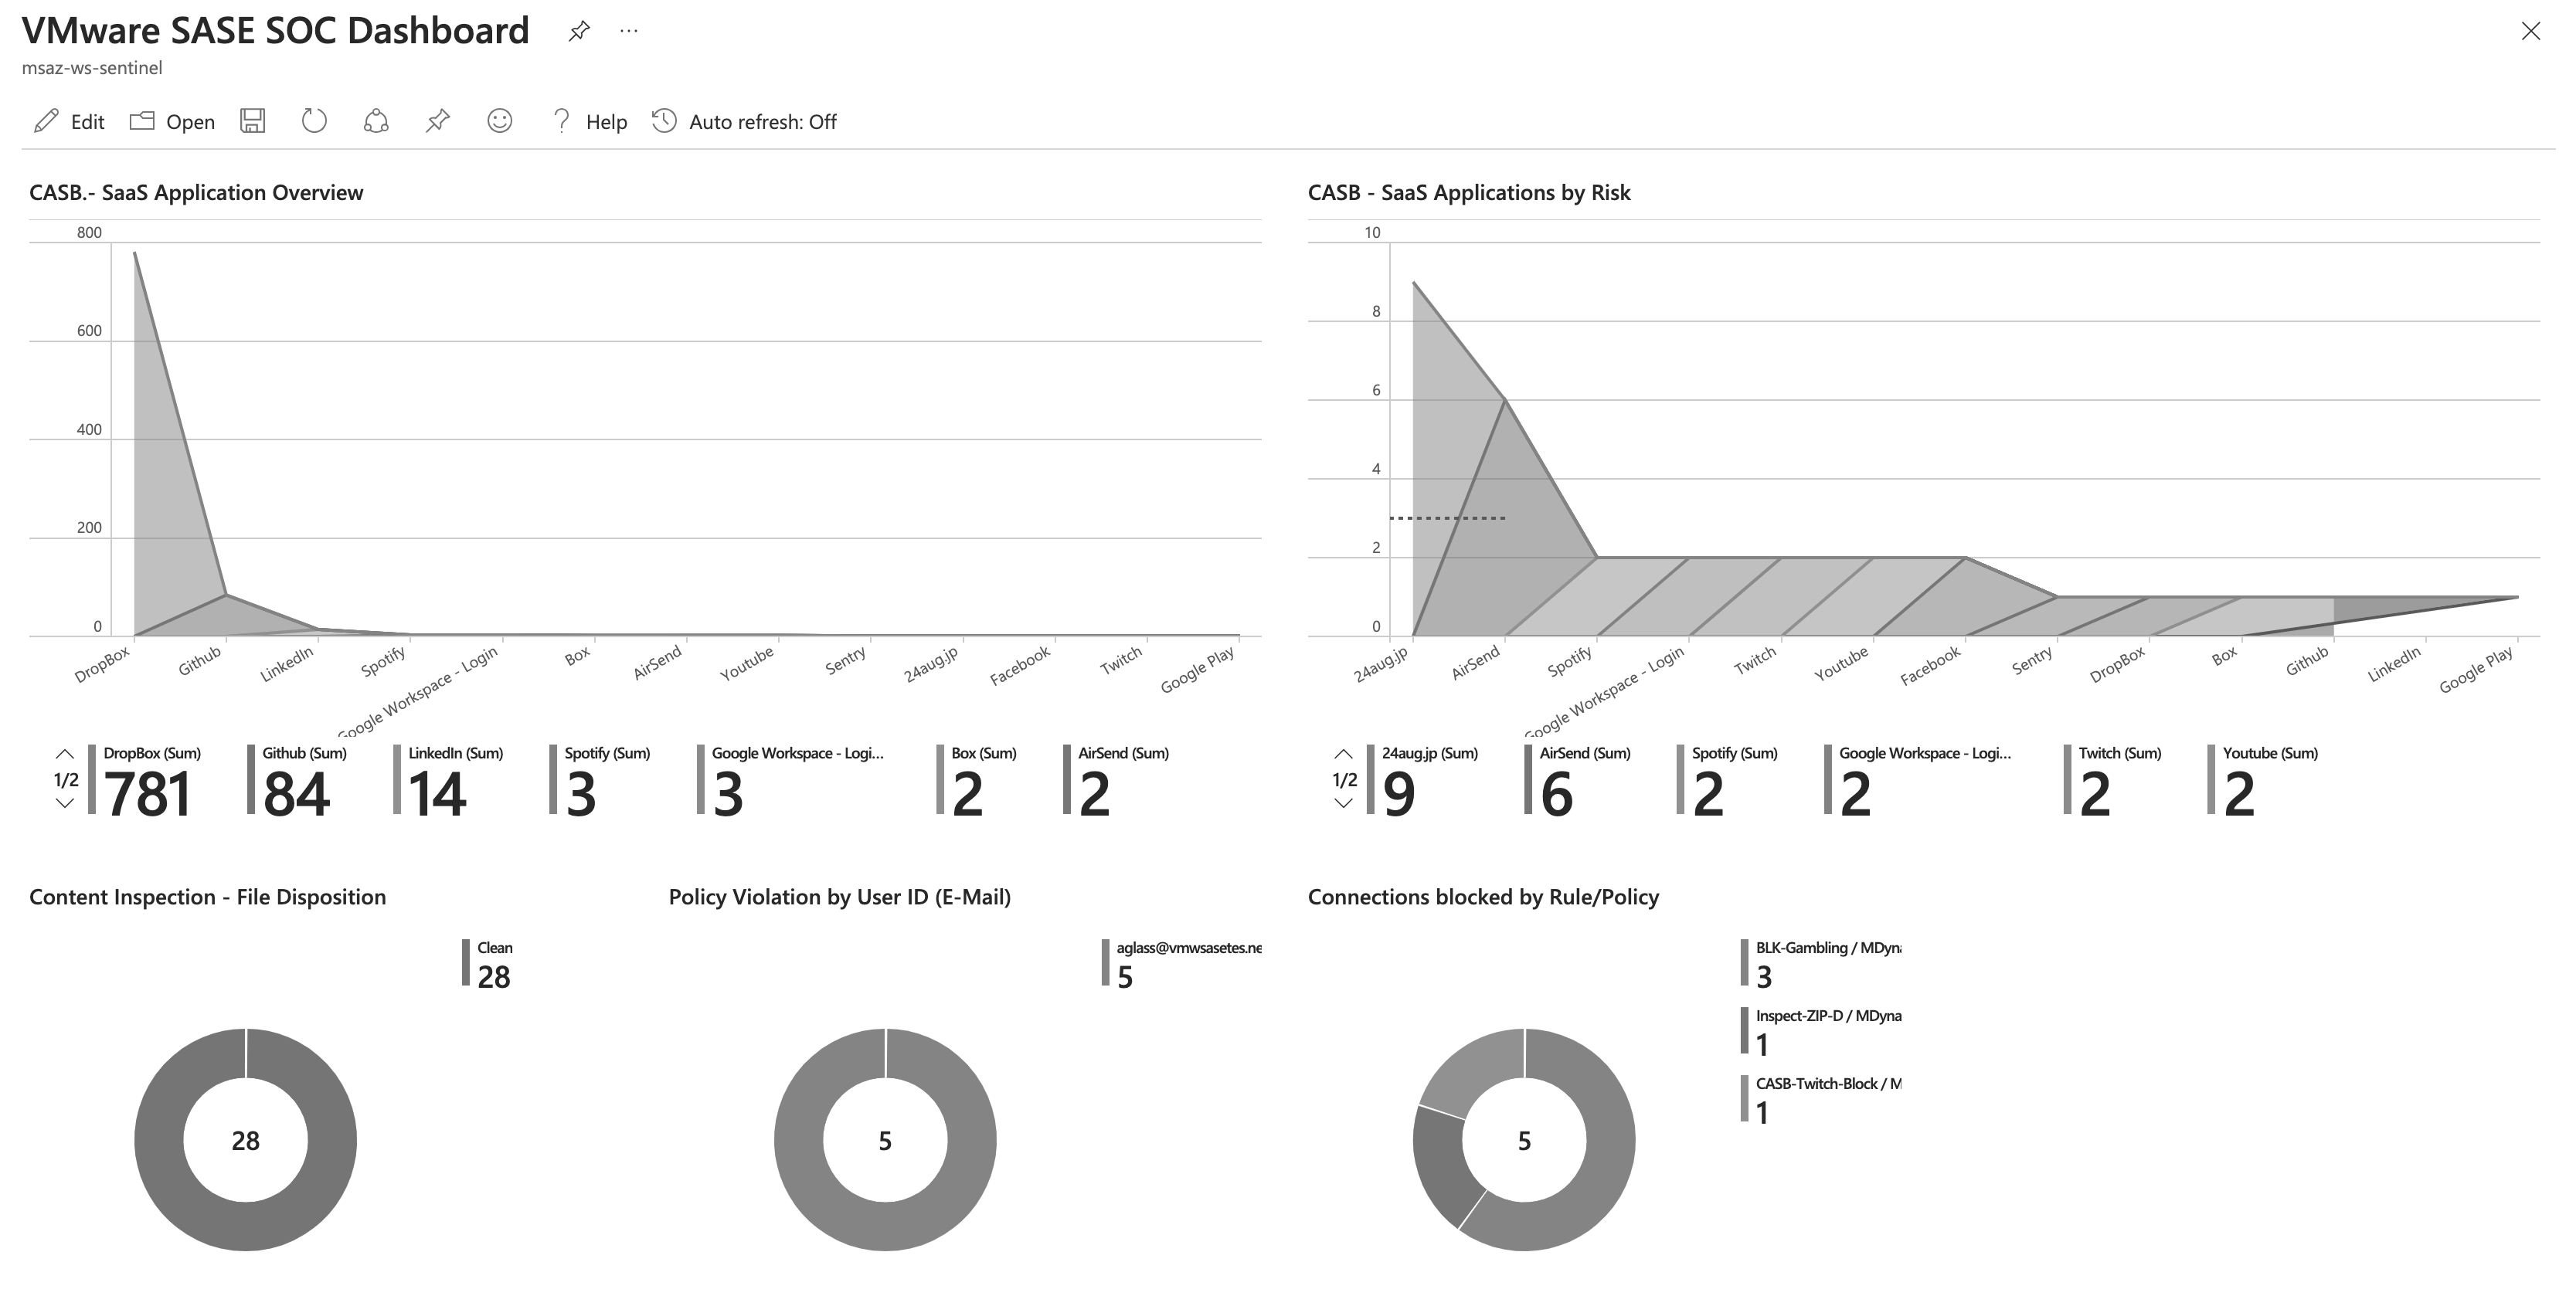 VMware SASE SOC Dashboard ...
msaz-ws-sentinel
Edit Open Help Auto refresh: Off
CASB.- SaaS Application Overview
800
600
400
200
0
DropBox
Github
LinkedIn
Spotify
Google Workspace - Login
Box
AirSend
Youtube
Sentry
24aug.jp
Facebook
Twitch
Google Play
1/2
DropBox (Sum)
781
Github (Sum)
84
LinkedIn (Sum)
14
Spotify (Sum)
3
Google Workspace - Logi...
3
Box (Sum)
2
AirSend (Sum)
2
CASB - SaaS Applications by Risk
10
8
6
4
2
0
24aug.jp
AirSend
Spotify
Google Workspace - Login
Twitch
Youtube
Facebook
Sentry
DropBox
Box
Github
LinkedIn
Google Play
1/2
24aug.jp (Sum)
9
AirSend (Sum)
6
Spotify (Sum)
2
Google Workspace - Logi...
2
Twitch (Sum)
2
Youtube (Sum)
2
Content Inspection - File Disposition
Clean
28
28
Policy Violation by User ID (E-Mail)
aglass@vmwsasetes.ne
5
5
Connections blocked by Rule/Policy
BLK-Gambling / MDyna
3
Inspect-ZIP-D / MDyna
1
CASB-Twitch-Block / M
1
5